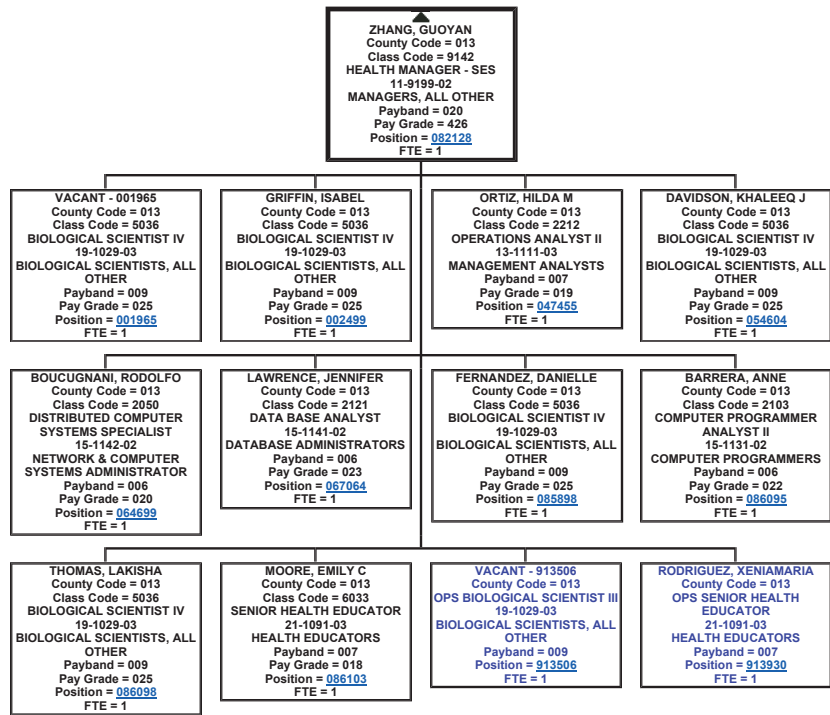 ZHANG, GUOYAN
County Code = 013
Class Code = 9142
HEALTH MANAGER - SES
11-9199-02
MANAGERS, ALL OTHER
Payband = 020
Pay Grade = 426
Position = 082128
FTE = 1
VACANT - 001965
County Code = 013
Class Code = 5036
BIOLOGICAL SCIENTIST IV
19-1029-03
BIOLOGICAL SCIENTISTS, ALL
OTHER
Payband = 009
Pay Grade = 025
Position = 001965
FTE = 1
GRIFFIN, ISABEL
County Code = 013
Class Code = 5036
BIOLOGICAL SCIENTIST IV
19-1029-03
BIOLOGICAL SCIENTISTS, ALL
OTHER
Payband = 009
Pay Grade = 025
Position = 002499
FTE = 1
ORTIZ, HILDA M
County Code = 013
Class Code = 2212
OPERATIONS ANALYST II
13-1111-03
MANAGEMENT ANALYSTS
Payband = 007
Pay Grade = 019
Position = 047455
FTE = 1
DAVIDSON, KHALEEQ J
County Code = 013
Class Code = 5036
BIOLOGICAL SCIENTIST IV
19-1029-03
BIOLOGICAL SCIENTISTS, ALL
OTHER
Payband = 009
Pay Grade = 025
Position = 054604
FTE = 1
BOUCUGNANI, RODOLFO
County Code = 013
Class Code = 2050
DISTRIBUTED COMPUTER
SYSTEMS SPECIALIST
15-1142-02
NETWORK & COMPUTER
SYSTEMS ADMINISTRATOR
Payband = 006
Pay Grade = 020
Position = 064699
FTE = 1
LAWRENCE, JENNIFER
County Code = 013
Class Code = 2121
DATA BASE ANALYST
15-1141-02
DATABASE ADMINISTRATORS
Payband = 006
Pay Grade = 023
Position = 067064
FTE = 1
FERNANDEZ, DANIELLE
County Code = 013
Class Code = 5036
BIOLOGICAL SCIENTIST IV
19-1029-03
BIOLOGICAL SCIENTISTS, ALL
OTHER
Payband = 009
Pay Grade = 025
Position = 085898
FTE = 1
BARRERA, ANNE
County Code = 013
Class Code = 2103
COMPUTER PROGRAMMER
ANALYST II
15-1131-02
COMPUTER PROGRAMMERS
Payband = 006
Pay Grade = 022
Position = 086095
FTE = 1
THOMAS, LAKISHA
County Code = 013
Class Code = 5036
BIOLOGICAL SCIENTIST IV
19-1029-03
BIOLOGICAL SCIENTISTS, ALL
OTHER
Payband = 009
Pay Grade = 025
Position = 086098
FTE = 1
MOORE, EMILY C
County Code = 013
Class Code = 6033
SENIOR HEALTH EDUCATOR
21-1091-03
HEALTH EDUCATORS
Payband = 007
Pay Grade = 018
Position = 086103
FTE = 1
VACANT - 913506
County Code = 013
OPS BIOLOGICAL SCIENTIST III
19-1029-03
BIOLOGICAL SCIENTISTS, ALL
OTHER
Payband = 009
Position = 913506
FTE = 1
RODRIGUEZ, XENIAMARIA
County Code = 013
OPS SENIOR HEALTH
EDUCATOR
21-1091-03
HEALTH EDUCATORS
Payband = 007
Position = 913930
FTE = 1